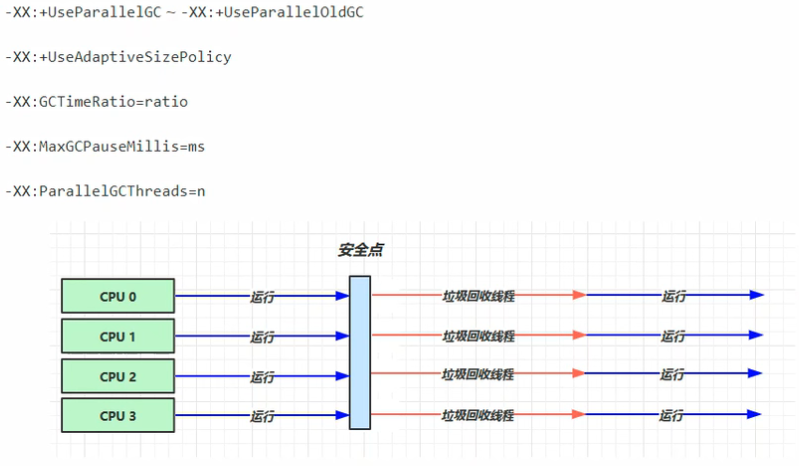 -XX:+UseParallelGC ~ -XX:+UseParallelOldGC
-XX:+UseAdaptiveSizePolicy
-XX:GCTimeRatio=ratio
-XX:MaxGCPauseMillis=ms
-XX:ParallelGCThreads=n
安全点
CPU 0 运行 垃圾回收线程 运行
CPU 1 运行 垃圾回收线程 运行
CPU 2 运行 垃圾回收线程 运行
CPU 3 运行 垃圾回收线程 运行